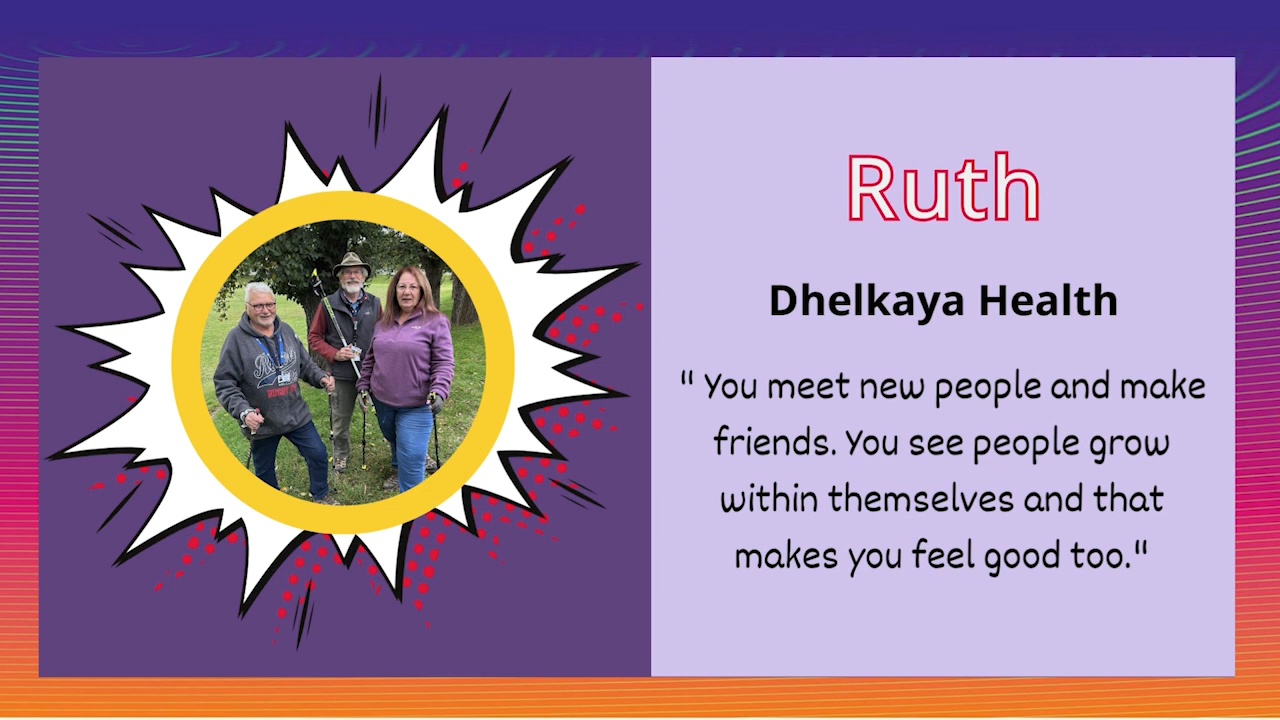 Ruth
Dhelkaya Health
" You meet new people and make
friends. You see people grow
within themselves and that
makes you feel good too."